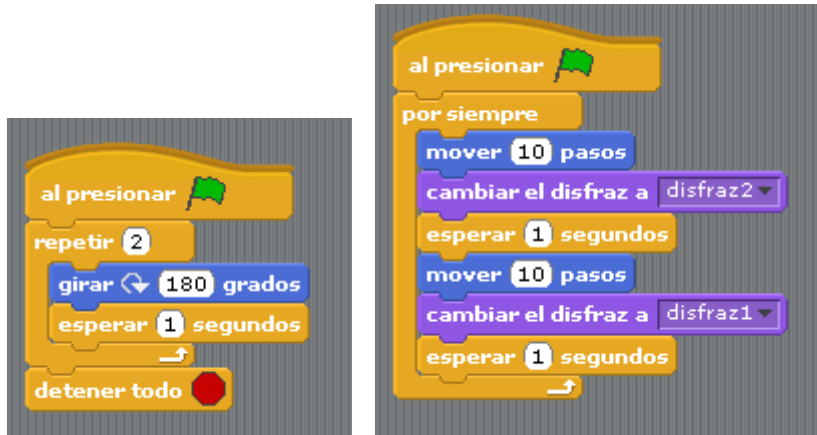 al presionar
repetir 2
girar 180 grados
esperar 1 segundos
detener todo
al presionar
por siempre
mover 10 pasos
cambiar el disfraz a disfraz2
esperar 1 segundos
mover 10 pasos
cambiar el disfraz a disfraz1
esperar 1 segundos